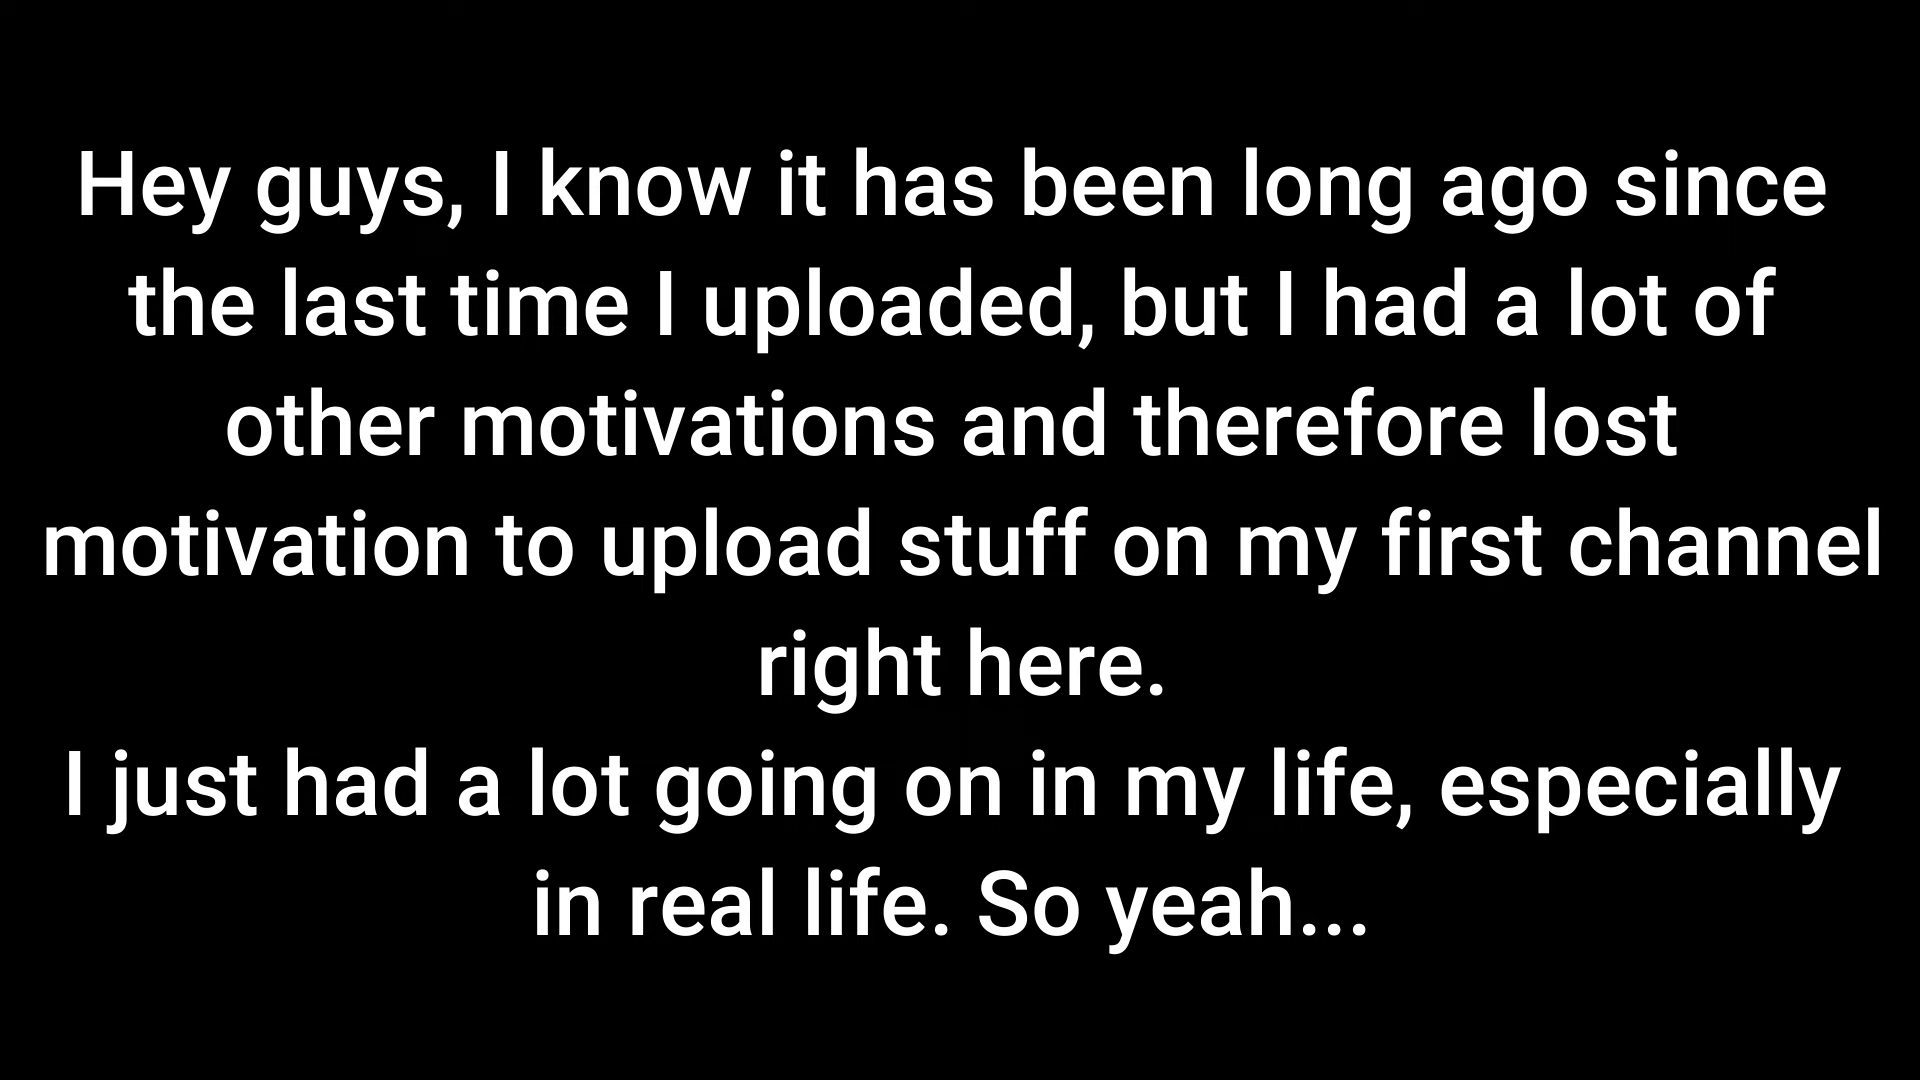 Hey guys, I know it has been long ago since
the last time I uploaded, but I had a lot of
other motivations and therefore lost
motivation to upload stuff on my first channel
right here.
I just had a lot going on in my life, especially
in real life. So yeah...